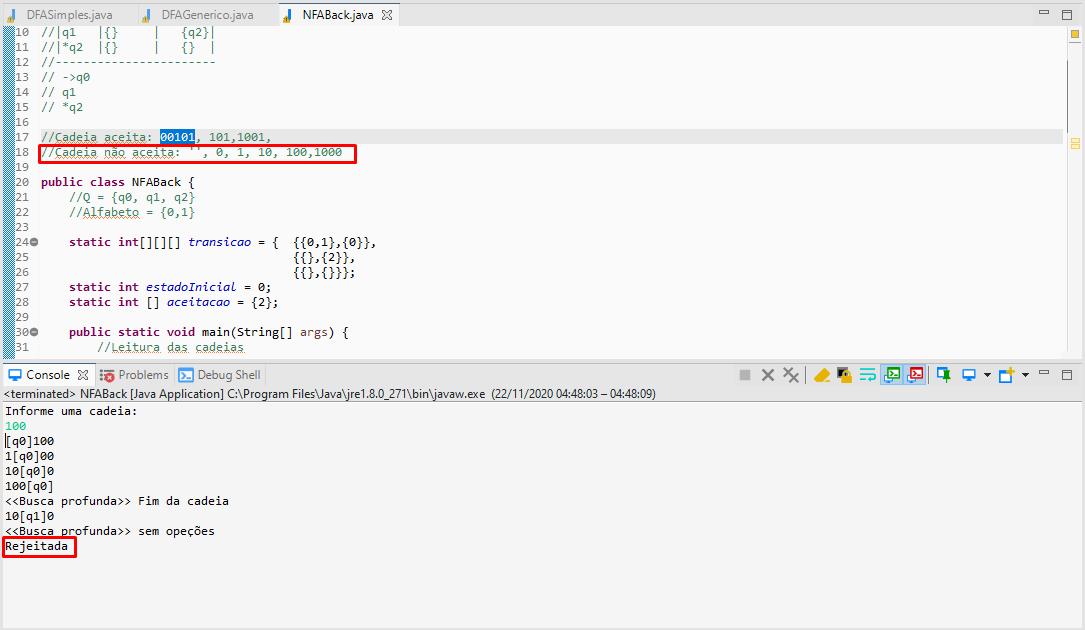 DFASimples.java DFAGenerico.java NFABack.java
10 //|q1 |{} | {q2}|
11 //|*q2 |{} | {} |
12 //-----------------------
13 // ->q0
14 // q1
15 // *q2
16
17 //Cadeia aceita: 00101, 101,1001,
18 //Cadeia não aceita: '', 0, 1, 10, 100,1000
19
20 public class NFABack {
21 //Q = {q0, q1, q2}
22 //Alfabeto = {0,1}
23
24 static int[][][] transicao = { {{0,1},{0}},
25 {{},{2}},
26 {{},{}}};
27 static int estadoInicial = 0;
28 static int [] aceitacao = {2};
29
30 public static void main(String[] args) {
31 //Leitura das cadeias
Console Problems Debug Shell
<terminated> NFABack [Java Application] C:\Program Files\Java\jre1.8.0_271\bin\javaw.exe (22/11/2020 04:48:03 – 04:48:09)
Informe uma cadeia:
100
[q0]100
1[q0]00
10[q0]0
100[q0]
<<Busca profunda>> Fim da cadeia
10[q1]0
<<Busca profunda>> sem opeções
Rejeitada